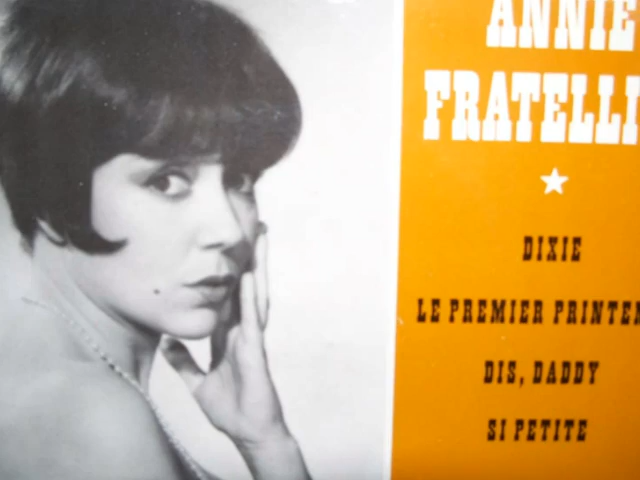 ANNIE
FRATELLI
DIXIE
LE PREMIER PRINTEM
DIS, DADDY
SI PETITE